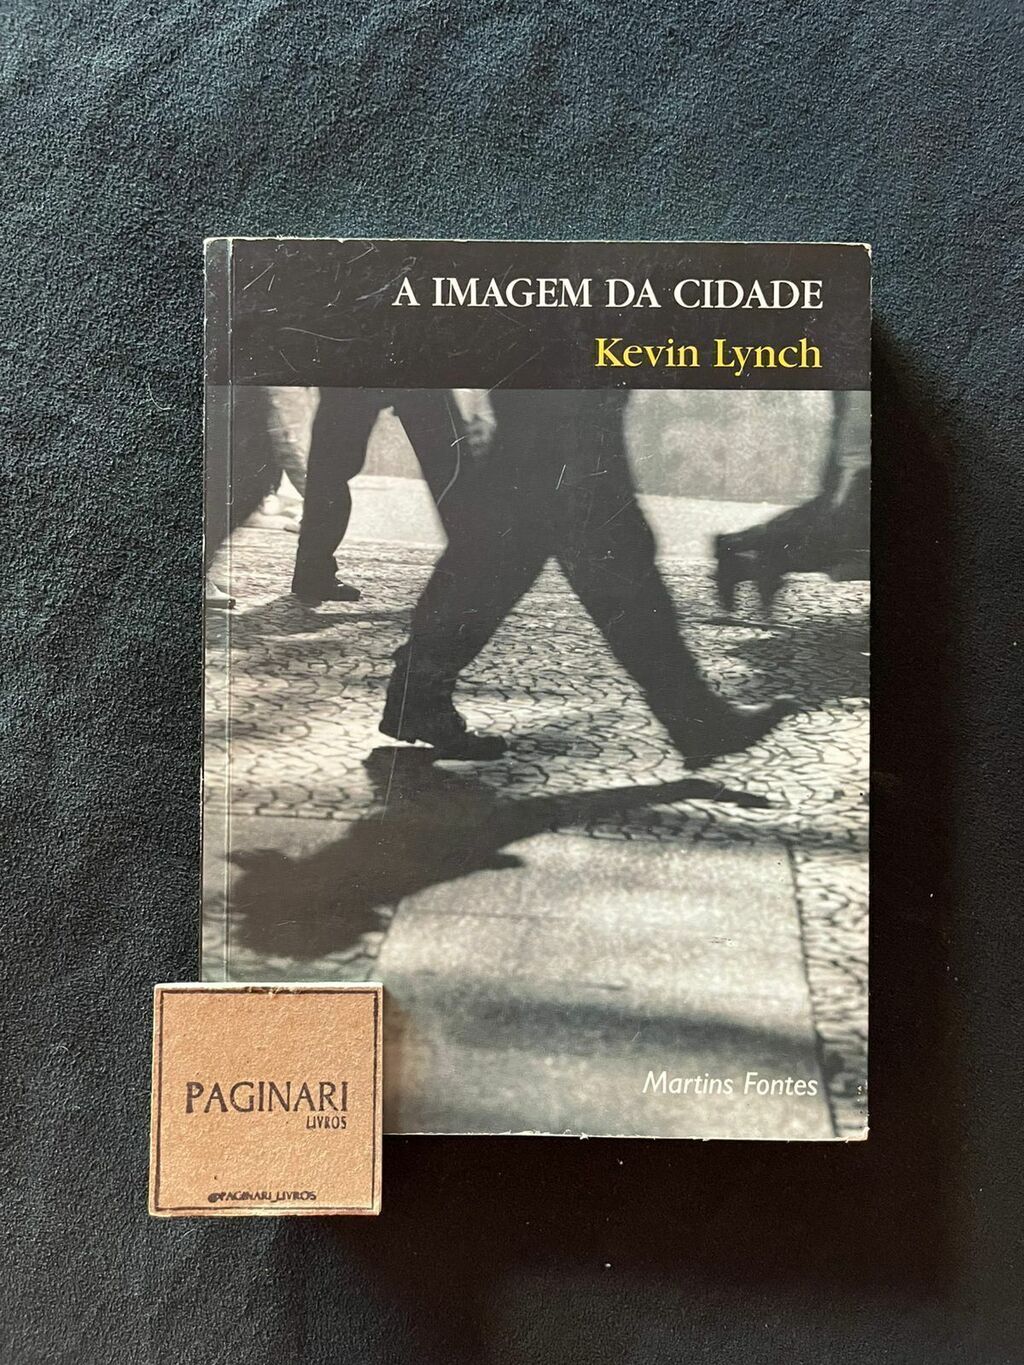 A IMAGEM DA CIDADE
Kevin Lynch
Martins Fontes
PAGINARI
LIVROS
@PAGINARI_LIVROS